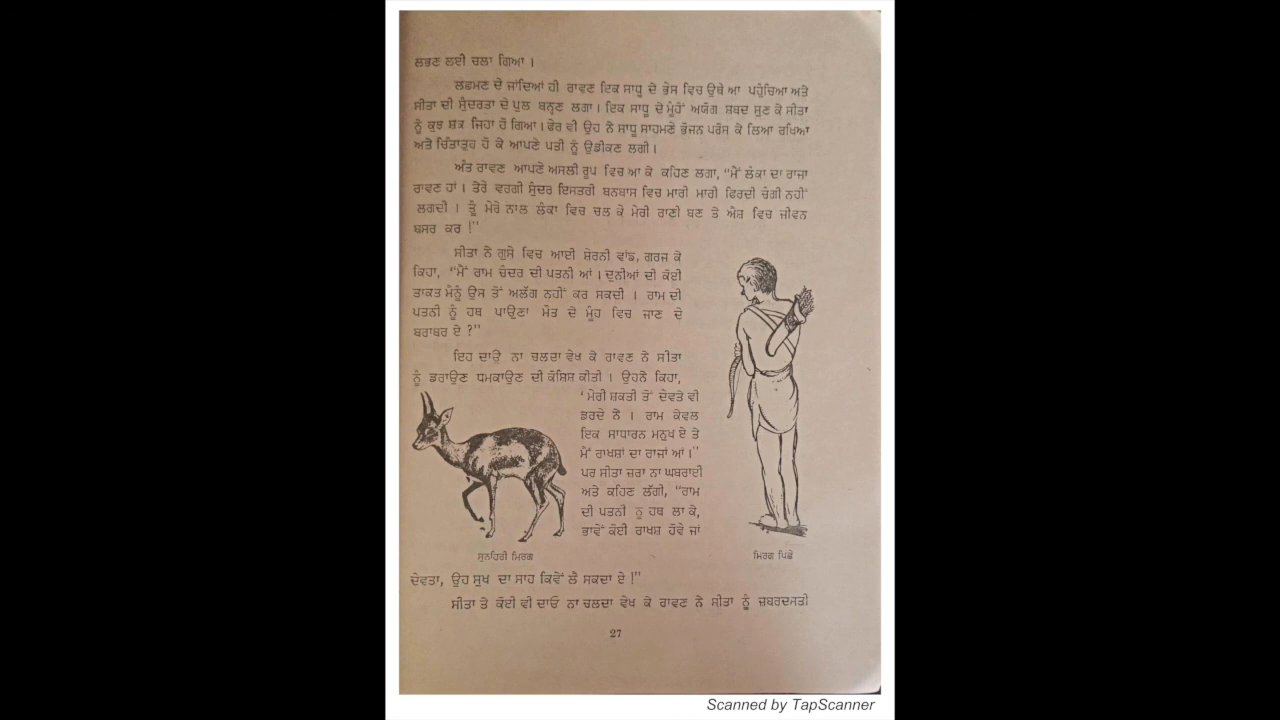 ਲਭਣ ਲਈ ਚਲਾ ਗਿਆ ।
ਲਛਮਣ ਦੇ ਜਾਂਦਿਆਂ ਹੀ ਰਾਵਣ ਇਕ ਸਾਧੂ ਦੇ ਭੇਸ ਵਿਚ ਉਥੇ ਆ ਪਹੁੰਚਿਆ ਅਤੇ
ਸੀਤਾ ਦੀ ਸੁੰਦਰਤਾ ਦੇ ਪੁਲ ਬਨ੍ਹਣ ਲਗਾ । ਇਕ ਸਾਧੂ ਦੇ ਮੂੰਹੋਂ ਅਯੋਗ ਸ਼ਬਦ ਸੁਣ ਕੇ ਸੀਤਾ
ਨੂੰ ਕੁਝ ਸ਼ਕ ਜਿਹਾ ਹੋ ਗਿਆ । ਫੇਰ ਵੀ ਉਹ ਨੇ ਸਾਧੂ ਸਾਹਮਣੇ ਭੋਜਨ ਪਰੋਸ ਕੇ ਲਿਆ ਰਖਿਆ
ਅਤੇ ਚਿੰਤਾਤੁਰ ਹੋ ਕੇ ਆਪਣੇ ਪਤੀ ਨੂੰ ਉਡੀਕਣ ਲਗੀ ।
ਅੰਤ ਰਾਵਣ ਆਪਣੇ ਅਸਲੀ ਰੂਪ ਵਿਚ ਆ ਕੇ ਕਹਿਣ ਲਗਾ, “ਮੈਂ ਲੰਕਾ ਦਾ ਰਾਜਾ
ਰਾਵਣ ਹਾਂ । ਤੇਰੇ ਵਰਗੀ ਸੁੰਦਰ ਇਸਤਰੀ ਬਨਬਾਸ ਵਿਚ ਮਾਰੀ ਮਾਰੀ ਫਿਰਦੀ ਚੰਗੀ ਨਹੀਂ
ਲਗਦੀ । ਤੂੰ ਮੇਰੇ ਨਾਲ ਲੰਕਾ ਵਿਚ ਚਲ ਕੇ ਮੇਰੀ ਰਾਣੀ ਬਣ ਤੇ ਐਸ਼ ਵਿਚ ਜੀਵਨ
ਬਸਰ ਕਰ !”
ਸੀਤਾ ਨੇ ਗੁਸੇ ਵਿਚ ਆਈ ਸ਼ੇਰਨੀ ਵਾਂਙ, ਗਰਜ ਕੇ
ਕਿਹਾ, “ਮੈਂ ਰਾਮ ਚੰਦਰ ਦੀ ਪਤਨੀ ਆਂ । ਦੁਨੀਆਂ ਦੀ ਕੋਈ
ਤਾਕਤ ਮੈਨੂੰ ਉਸ ਤੋਂ ਅਲੱਗ ਨਹੀਂ ਕਰ ਸਕਦੀ । ਰਾਮ ਦੀ
ਪਤਨੀ ਨੂੰ ਹਥ ਪਾਉਣਾ ਮੌਤ ਦੇ ਮੂੰਹ ਵਿਚ ਜਾਣ ਦੇ
ਬਰਾਬਰ ਏ ?”
ਇਹ ਦਾਉ ਨਾ ਚਲਦਾ ਵੇਖ ਕੇ ਰਾਵਣ ਨੇ ਸੀਤਾ
ਨੂੰ ਡਰਾਉਣ ਧਮਕਾਉਣ ਦੀ ਕੋਸ਼ਿਸ਼ ਕੀਤੀ । ਉਹਨੇ ਕਿਹਾ,
‘ਮੇਰੀ ਸ਼ਕਤੀ ਤੋਂ ਦੇਵਤੇ ਵੀ
ਡਰਦੇ ਨੇ । ਰਾਮ ਕੇਵਲ
ਇਕ ਸਾਧਾਰਨ ਮਨੁਖ ਏ ਤੇ
ਮੈਂ ਰਾਖਸ਼ਾਂ ਦਾ ਰਾਜਾਂ ਆਂ ।”
ਪਰ ਸੀਤਾ ਜ਼ਰਾ ਨਾ ਘਬਰਾਈ
ਅਤੇ ਕਹਿਣ ਲੱਗੀ, “ਰਾਮ
ਦੀ ਪਤਨੀ ਨੂੰ ਹਥ ਲਾ ਕੇ,
ਭਾਵੇਂ ਕੋਈ ਰਾਖਸ਼ ਹੋਵੇ ਜਾਂ
ਸੁਨਹਿਰੀ ਮਿਰਗ
ਮਿਰਗ ਪਿਛੇ
ਦੇਵਤਾ, ਉਹ ਸੁਖ ਦਾ ਸਾਹ ਕਿਵੇਂ ਲੈ ਸਕਦਾ ਏ !”
ਸੀਤਾ ਤੇ ਕੋਈ ਵੀ ਦਾਓ ਨਾ ਚਲਦਾ ਵੇਖ ਕੇ ਰਾਵਣ ਨੇ ਸੀਤਾ ਨੂੰ ਜ਼ਬਰਦਸਤੀ
27
Scanned by TapScanner